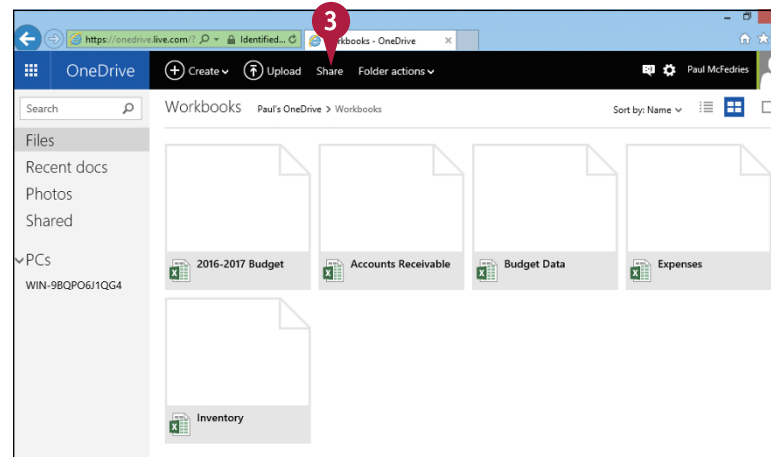 3
https://onedrive.live.com/? Identified... rkbooks - OneDrive
OneDrive Create Upload Share Folder actions Paul McFedries
Search Workbooks Paul's OneDrive > Workbooks Sort by: Name
Files
Recent docs
Photos
Shared
PCs
WIN-9BQPO6J1QG4
2016-2017 Budget Accounts Receivable Budget Data Expenses
Inventory